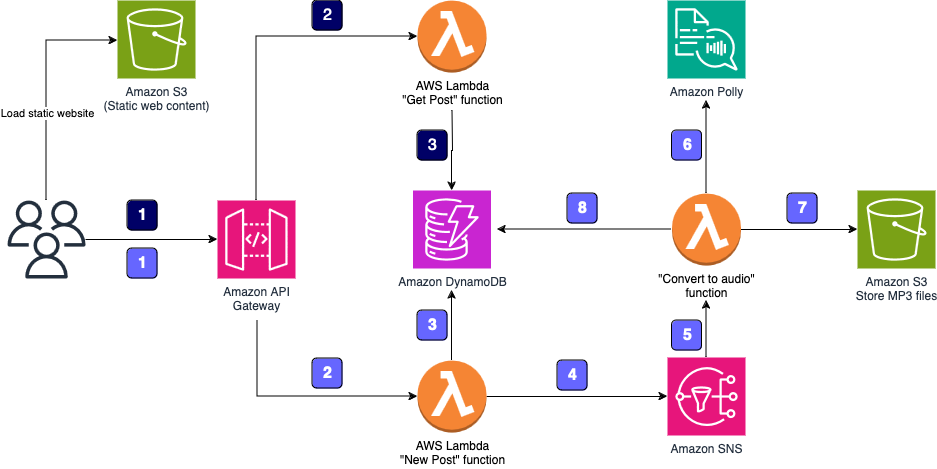 2
Amazon S3
(Static web content)
AWS Lambda
"Get Post" function
Amazon Polly
Load static website
3
6
1
1
</>
Amazon API
Gateway
Amazon DynamoDB
8
7
"Convert to audio"
function
Amazon S3
Store MP3 files
3
5
2
4
AWS Lambda
"New Post" function
Amazon SNS